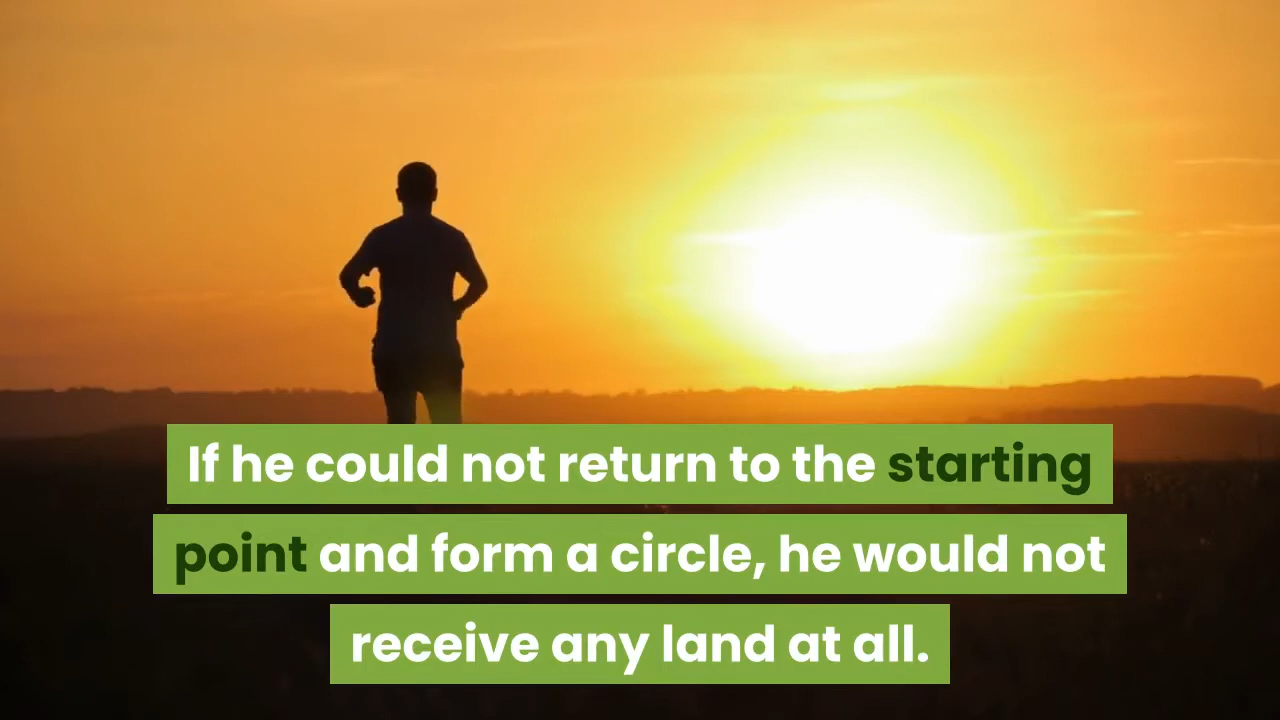 If he could not return to the starting
point and form a circle, he would not
receive any land at all.